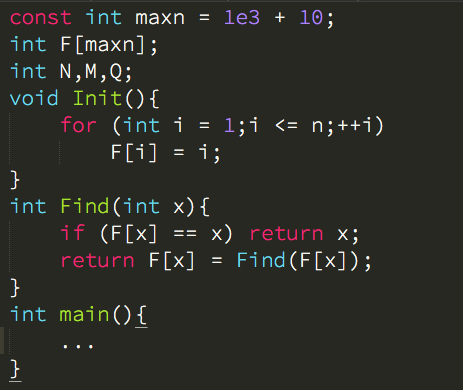 const int maxn = 1e3 + 10;
int F[maxn];
int N,M,Q;
void Init(){
    for (int i = 1;i <= n;++i)
        F[i] = i;
}
int Find(int x){
    if (F[x] == x) return x;
    return F[x] = Find(F[x]);
}
int main(){
    ...
}